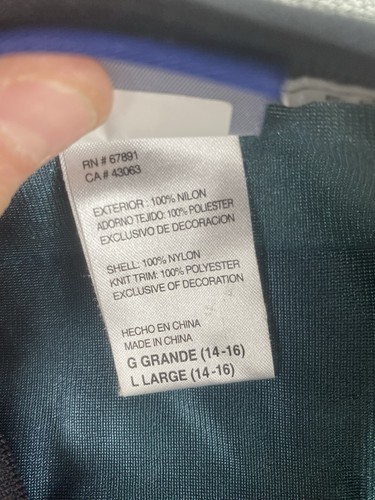 RN # 67891
CA # 43063
EXTERIOR : 100% NILON
ADORNO TEJIDO: 100% POLIESTER
EXCLUSIVO DE DECORACION
SHELL: 100% NYLON
KNIT TRIM: 100% POLYESTER
EXCLUSIVE OF DECORATION
HECHO EN CHINA
MADE IN CHINA
G GRANDE (14-16)
L LARGE (14-16)